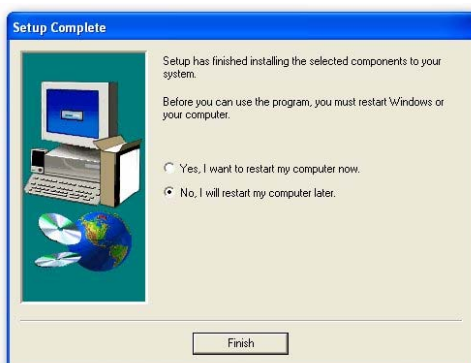 Setup Complete
Setup has finished installing the selected components to your
system.
Before you can use the program, you must restart Windows or
your computer.
Yes, I want to restart my computer now.
No, I will restart my computer later.
Finish